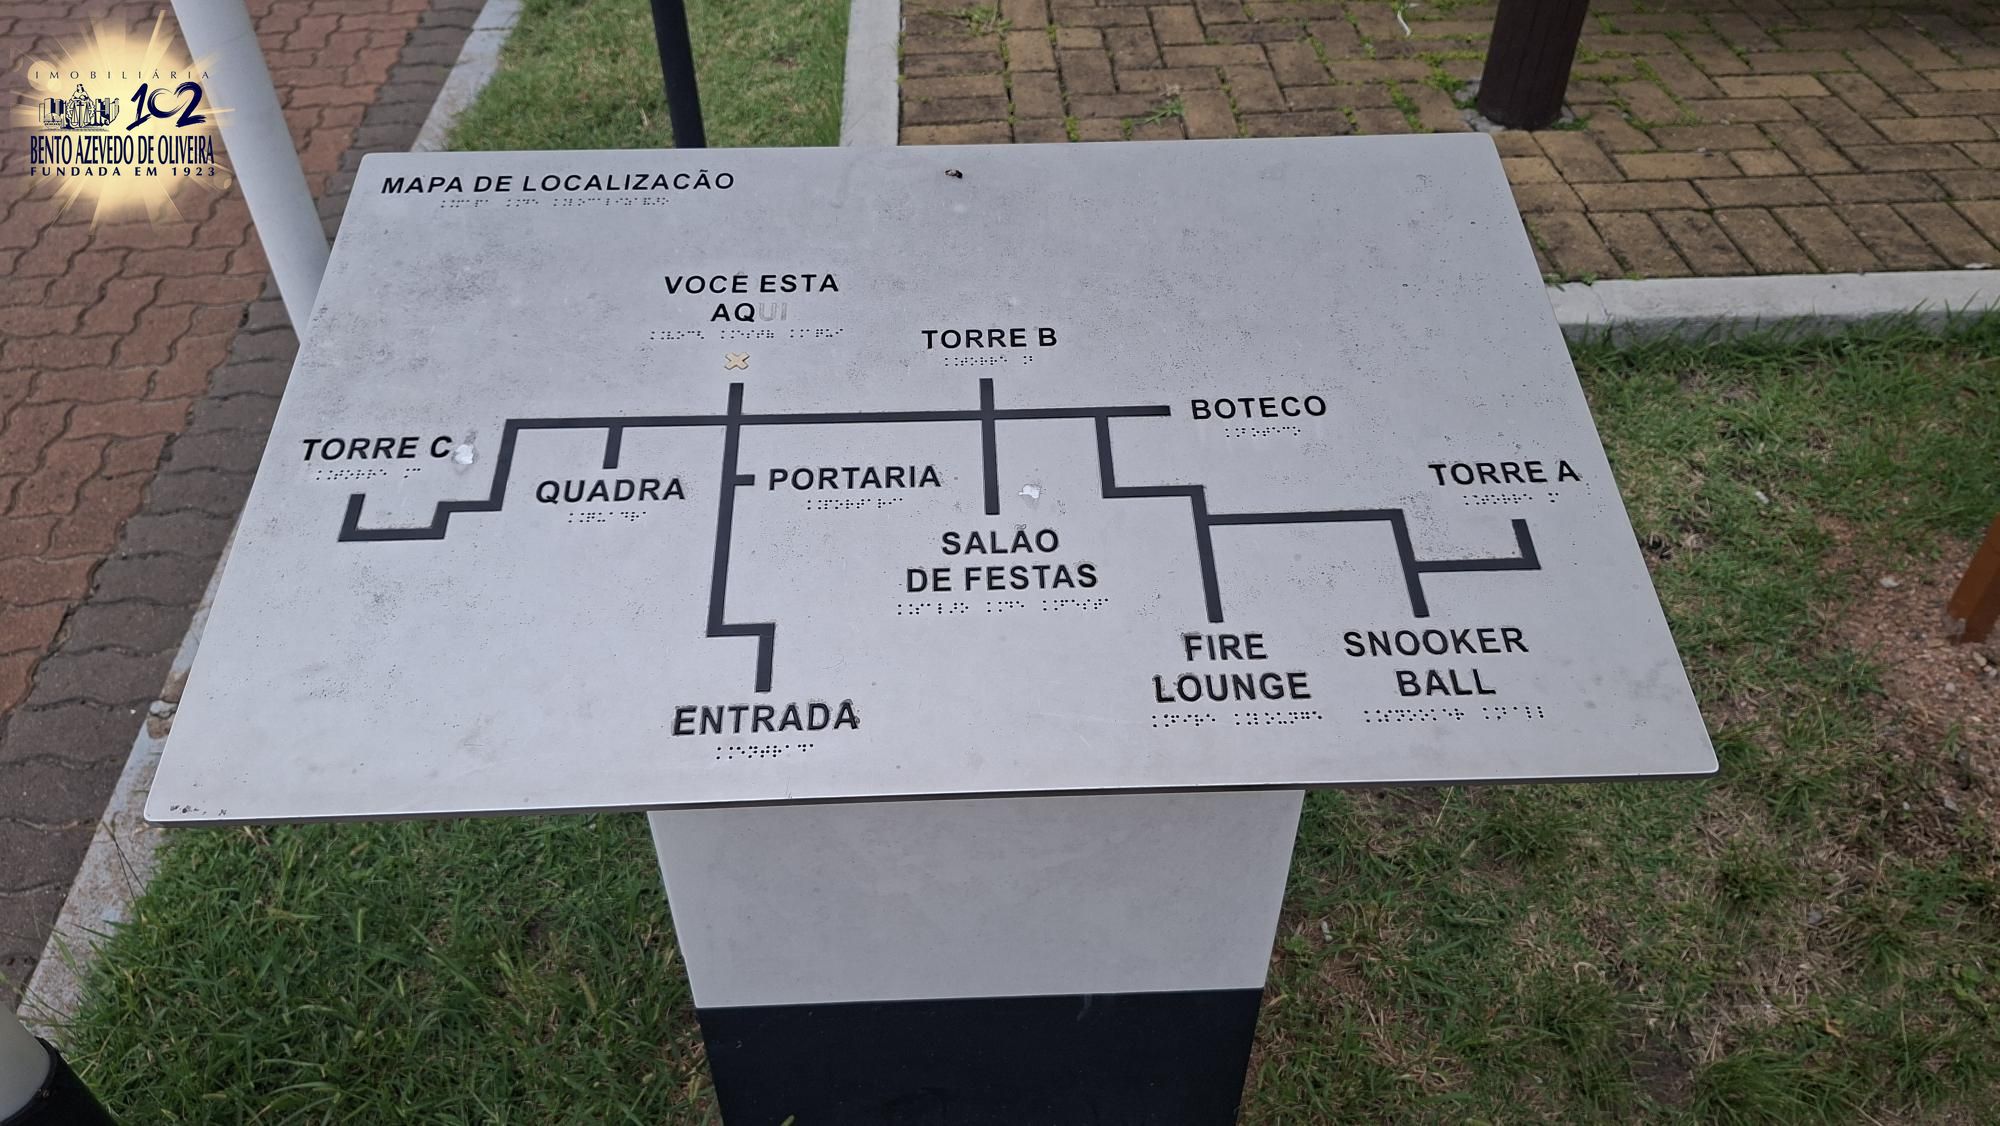 IMOBILIÁRIA
102
BENTO AZEVEDO DE OLIVEIRA
FUNDADA EM 1923
MAPA DE LOCALIZACÃO
VOCE ESTA
AQUI
TORRE B
BOTECO
TORRE C
TORRE A
QUADRA
PORTARIA
SALÃO
DE FESTAS
FIRE
LOUNGE
SNOOKER
BALL
ENTRADA